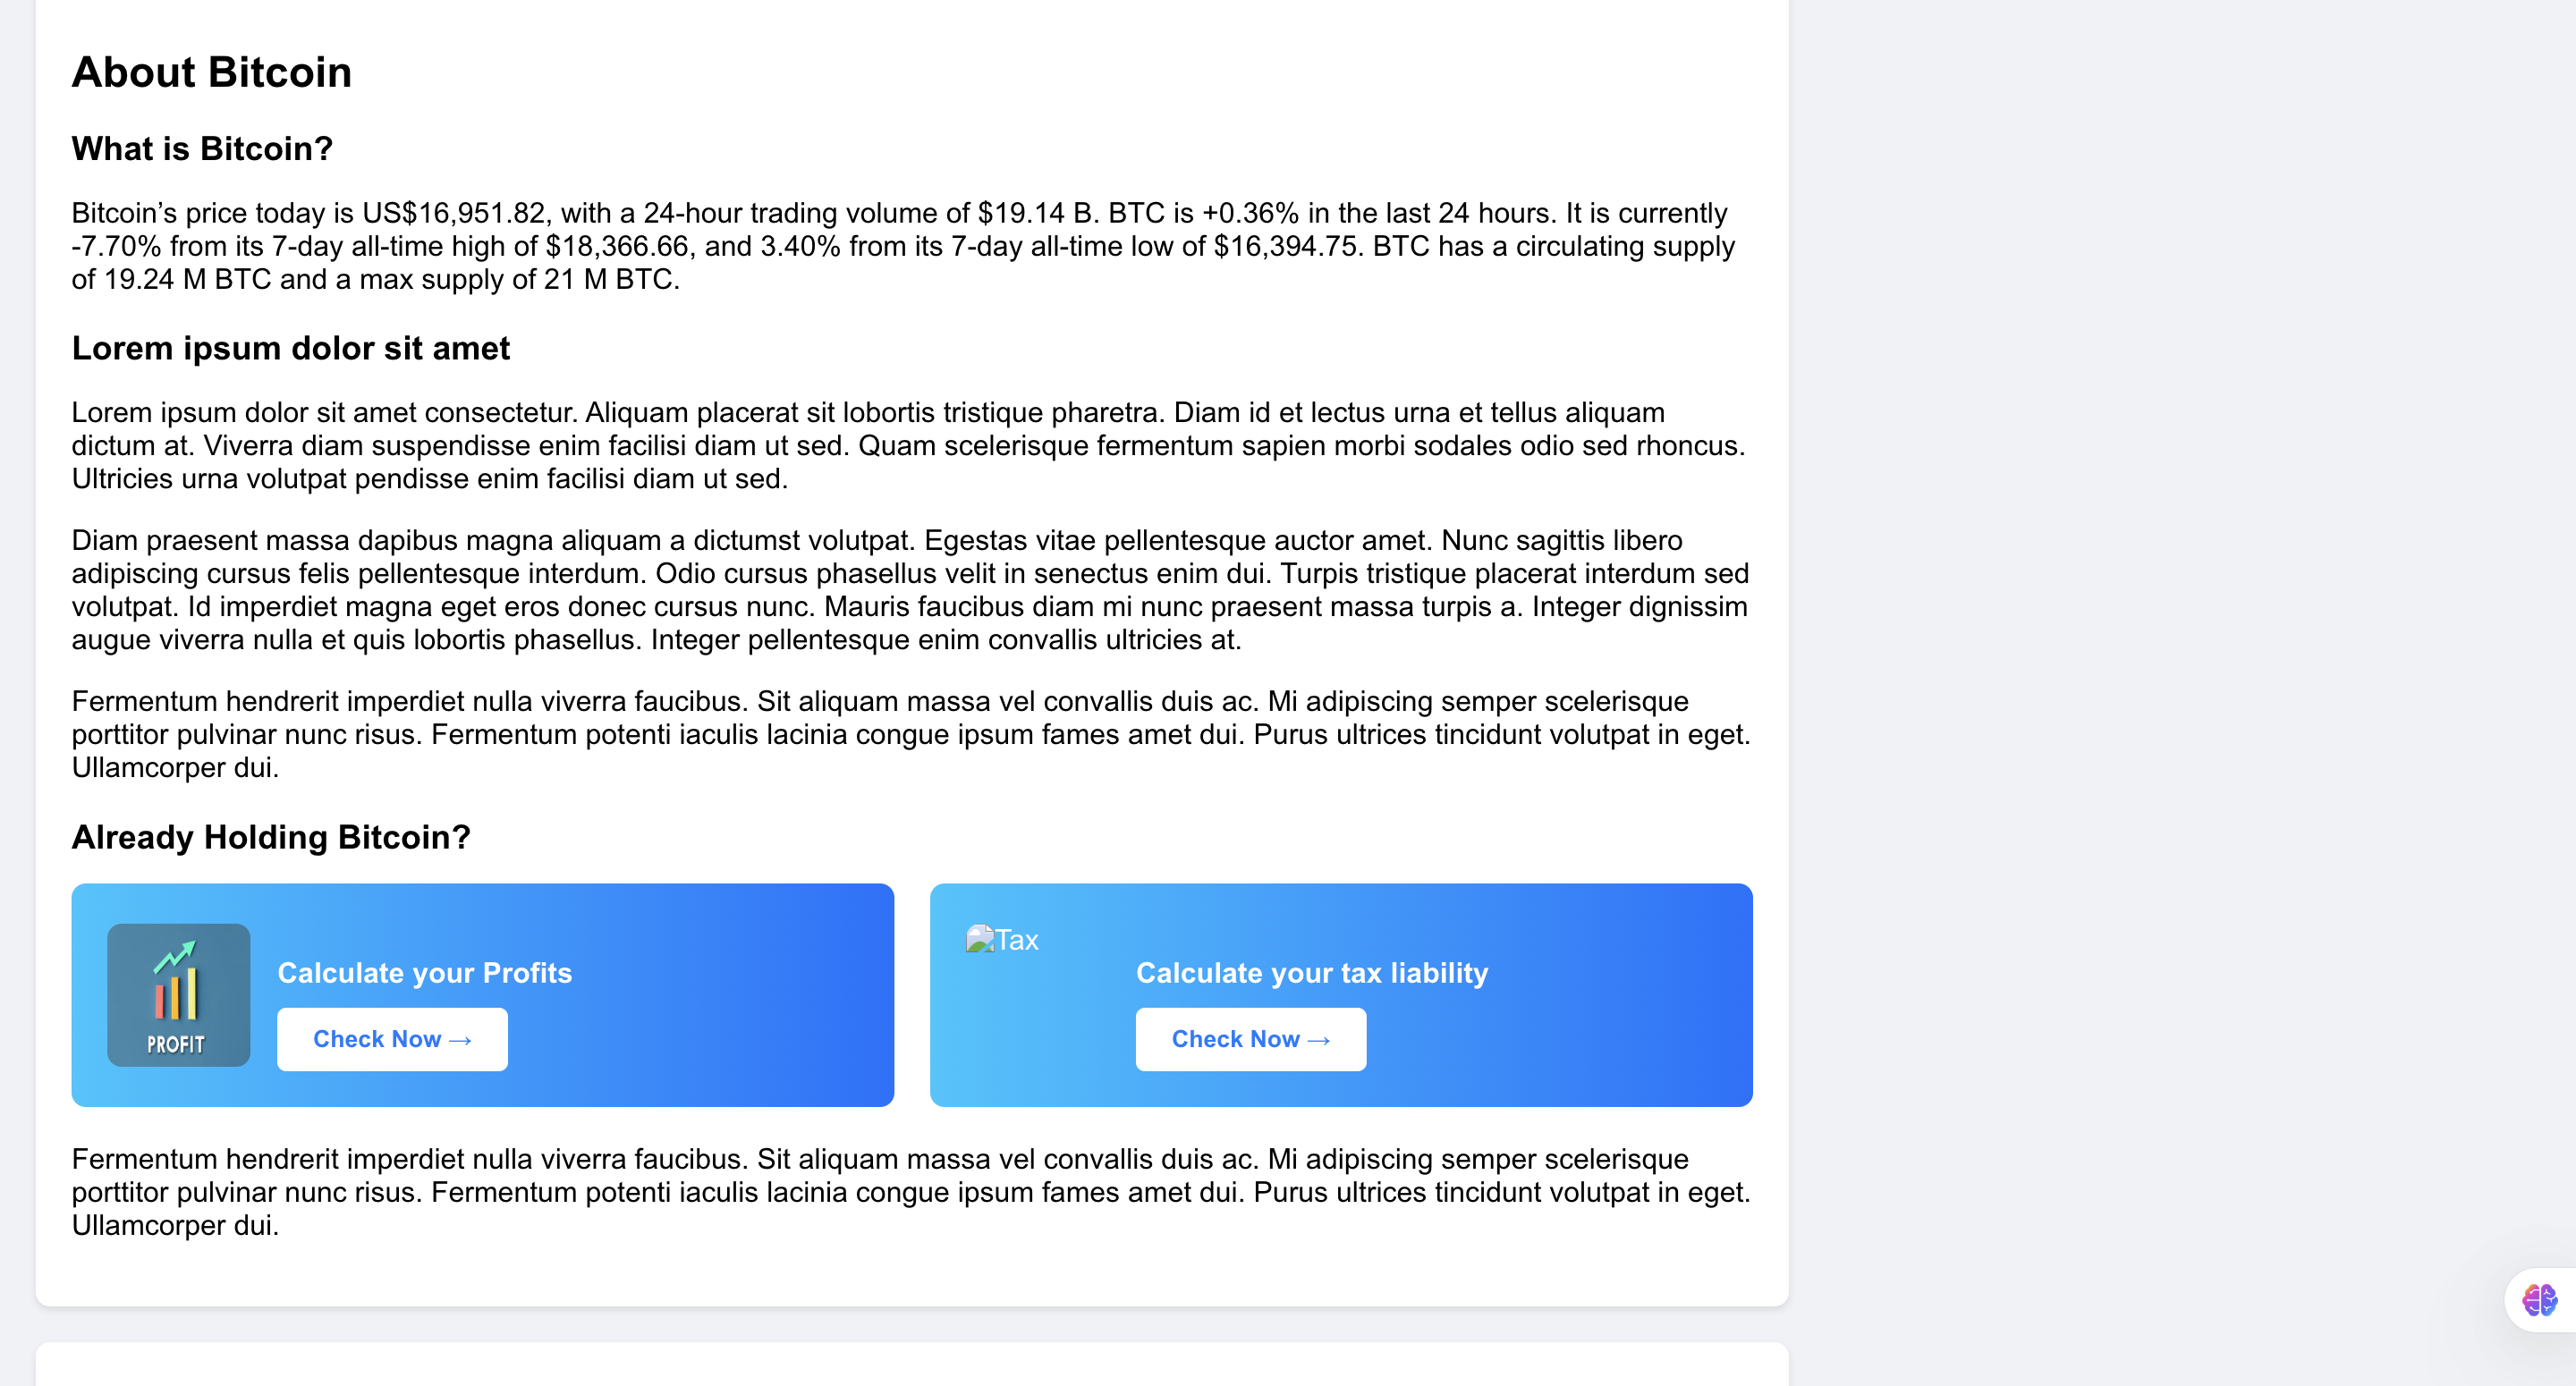 About Bitcoin
What is Bitcoin?
Bitcoin’s price today is US$16,951.82, with a 24-hour trading volume of $19.14 B. BTC is +0.36% in the last 24 hours. It is currently
-7.70% from its 7-day all-time high of $18,366.66, and 3.40% from its 7-day all-time low of $16,394.75. BTC has a circulating supply
of 19.24 M BTC and a max supply of 21 M BTC.
Lorem ipsum dolor sit amet
Lorem ipsum dolor sit amet consectetur. Aliquam placerat sit lobortis tristique pharetra. Diam id et lectus urna et tellus aliquam
dictum at. Viverra diam suspendisse enim facilisi diam ut sed. Quam scelerisque fermentum sapien morbi sodales odio sed rhoncus.
Ultricies urna volutpat pendisse enim facilisi diam ut sed.
Diam praesent massa dapibus magna aliquam a dictumst volutpat. Egestas vitae pellentesque auctor amet. Nunc sagittis libero
adipiscing cursus felis pellentesque interdum. Odio cursus phasellus velit in senectus enim dui. Turpis tristique placerat interdum sed
volutpat. Id imperdiet magna eget eros donec cursus nunc. Mauris faucibus diam mi nunc praesent massa turpis a. Integer dignissim
augue viverra nulla et quis lobortis phasellus. Integer pellentesque enim convallis ultricies at.
Fermentum hendrerit imperdiet nulla viverra faucibus. Sit aliquam massa vel convallis duis ac. Mi adipiscing semper scelerisque
porttitor pulvinar nunc risus. Fermentum potenti iaculis lacinia congue ipsum fames amet dui. Purus ultrices tincidunt volutpat in eget.
Ullamcorper dui.
Already Holding Bitcoin?
PROFIT
Calculate your Profits
Check Now →
Tax
Calculate your tax liability
Check Now →
Fermentum hendrerit imperdiet nulla viverra faucibus. Sit aliquam massa vel convallis duis ac. Mi adipiscing semper scelerisque
porttitor pulvinar nunc risus. Fermentum potenti iaculis lacinia congue ipsum fames amet dui. Purus ultrices tincidunt volutpat in eget.
Ullamcorper dui.